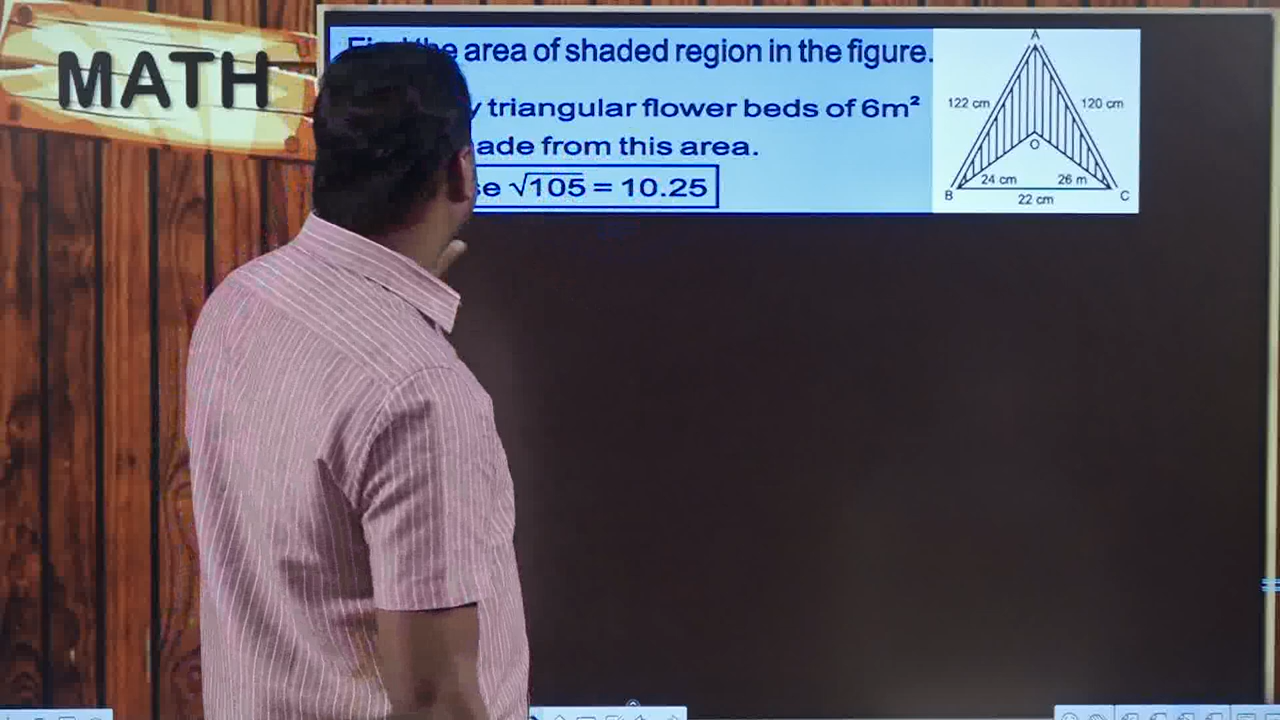 MATH
the area of shaded region in the figure.
triangular flower beds of 6m²
from this area.
√105 = 10.25
A
122 cm
120 cm
O
24 cm
26 m
B
22 cm
C